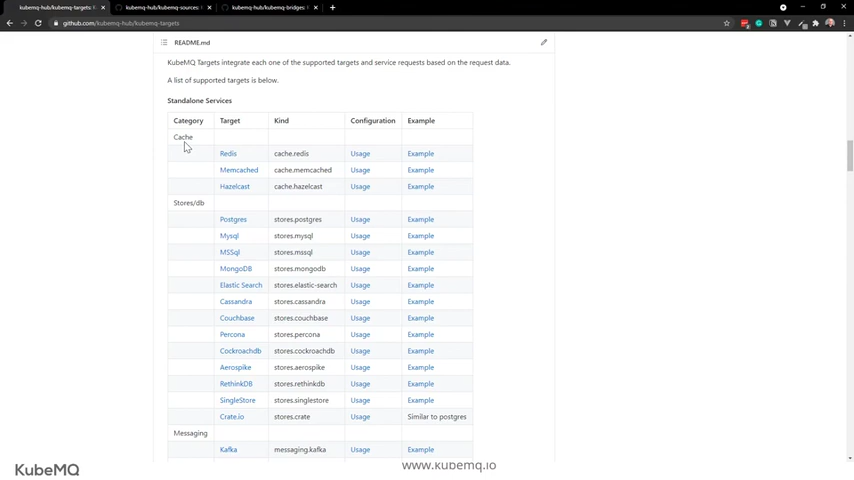 kubemq-hub/kubemq-targets: K
kubemq-hub/kubemq-sources: K
kubemq-hub/kubemq-bridges: K
github.com/kubemq-hub/kubemq-targets
README.md
KubeMQ Targets integrate each one of the supported targets and service requests based on the request data.
A list of supported targets is below.
Standalone Services
Category Target Kind Configuration Example
Cache
Redis cache.redis Usage Example
Memcached cache.memcached Usage Example
Hazelcast cache.hazelcast Usage Example
Stores/db
Postgres stores.postgres Usage Example
Mysql stores.mysql Usage Example
MSSql stores.mssql Usage Example
MongoDB stores.mongodb Usage Example
Elastic Search stores.elastic-search Usage Example
Cassandra stores.cassandra Usage Example
Couchbase stores.couchbase Usage Example
Percona stores.percona Usage Example
Cockroachdb stores.cockroachdb Usage Example
Aerospike stores.aerospike Usage Example
RethinkDB stores.rethinkdb Usage Example
SingleStore stores.singlestore Usage Example
Crate.io stores.crate Usage Similar to postgres
Messaging
Kafka messaging.kafka Usage Example
KubeMQ
www.kubemq.io